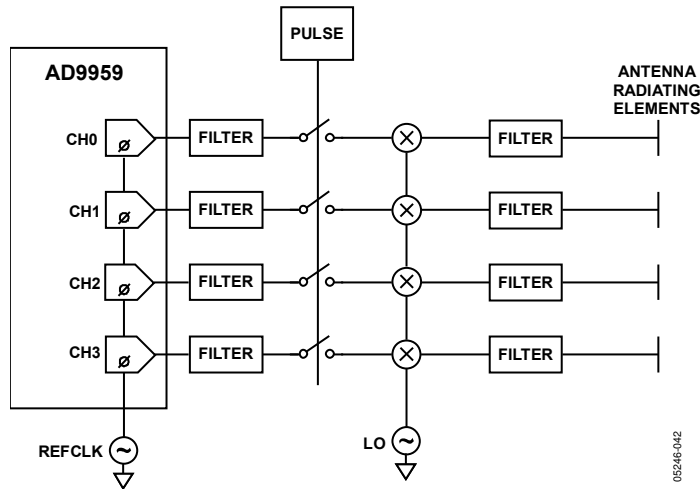 PULSE
AD9959
ANTENNA
RADIATING
ELEMENTS
CH0
FILTER
FILTER
CH1
FILTER
FILTER
CH2
FILTER
FILTER
CH3
FILTER
FILTER
REFCLK
LO
05246-042